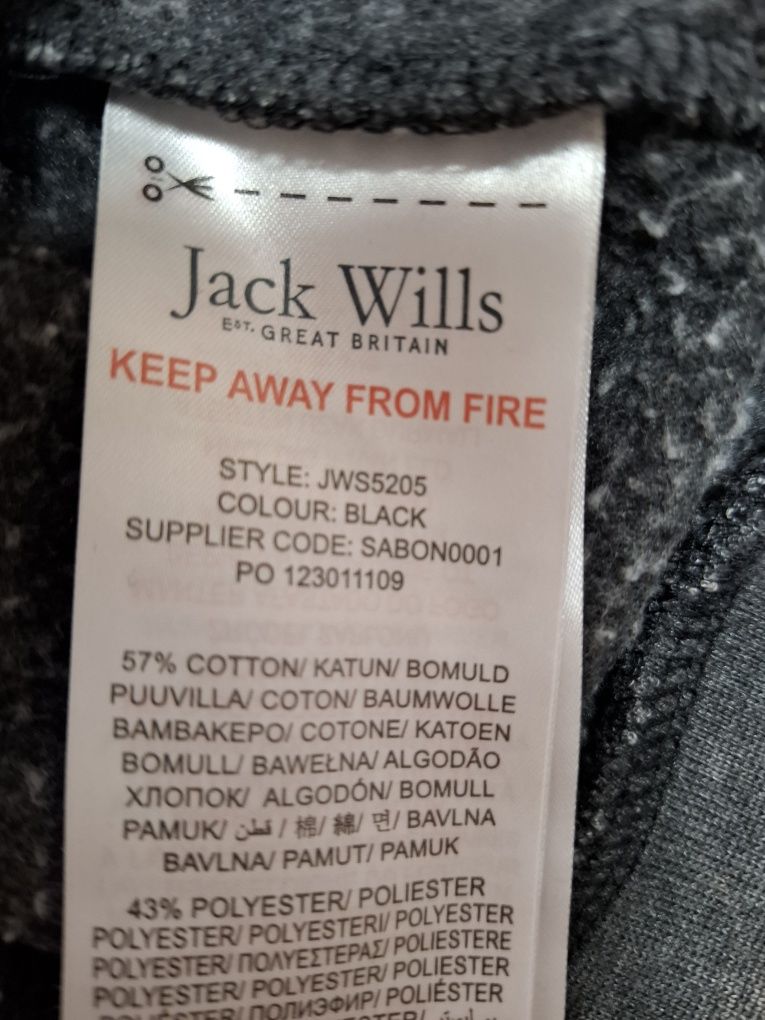 Jack Wills
EST. GREAT BRITAIN
KEEP AWAY FROM FIRE
STYLE: JWS5205
COLOUR: BLACK
SUPPLIER CODE: SABON0001
PO 123011109
57% COTTON/ KATUN/ BOMULD
PUUVILLA/ COTON/ BAUMWOLLE
ΒΑΜΒΑΚΕΡΟ/ COTONE/ KATOEN
BOMULL/ BAWEŁNA/ ALGODÃO
ХЛОПОК/ ALGODÓN/ BOMULL
PAMUK/ قطن / 棉/ 綿/ 면/ BAVLNA
BAVLNA/ PAMUT/ PAMUK
43% POLYESTER/ POLIESTER
POLYESTER/ POLYESTERI/ POLYESTER
POLYESTER/ ΠΟΛΥΕΣΤΕΡΑΣ/ POLIESTERE
POLYESTER/ POLYESTER/ POLIESTER
POLIÉSTER/ ПОЛИЭФИР/ POLIÉSTER